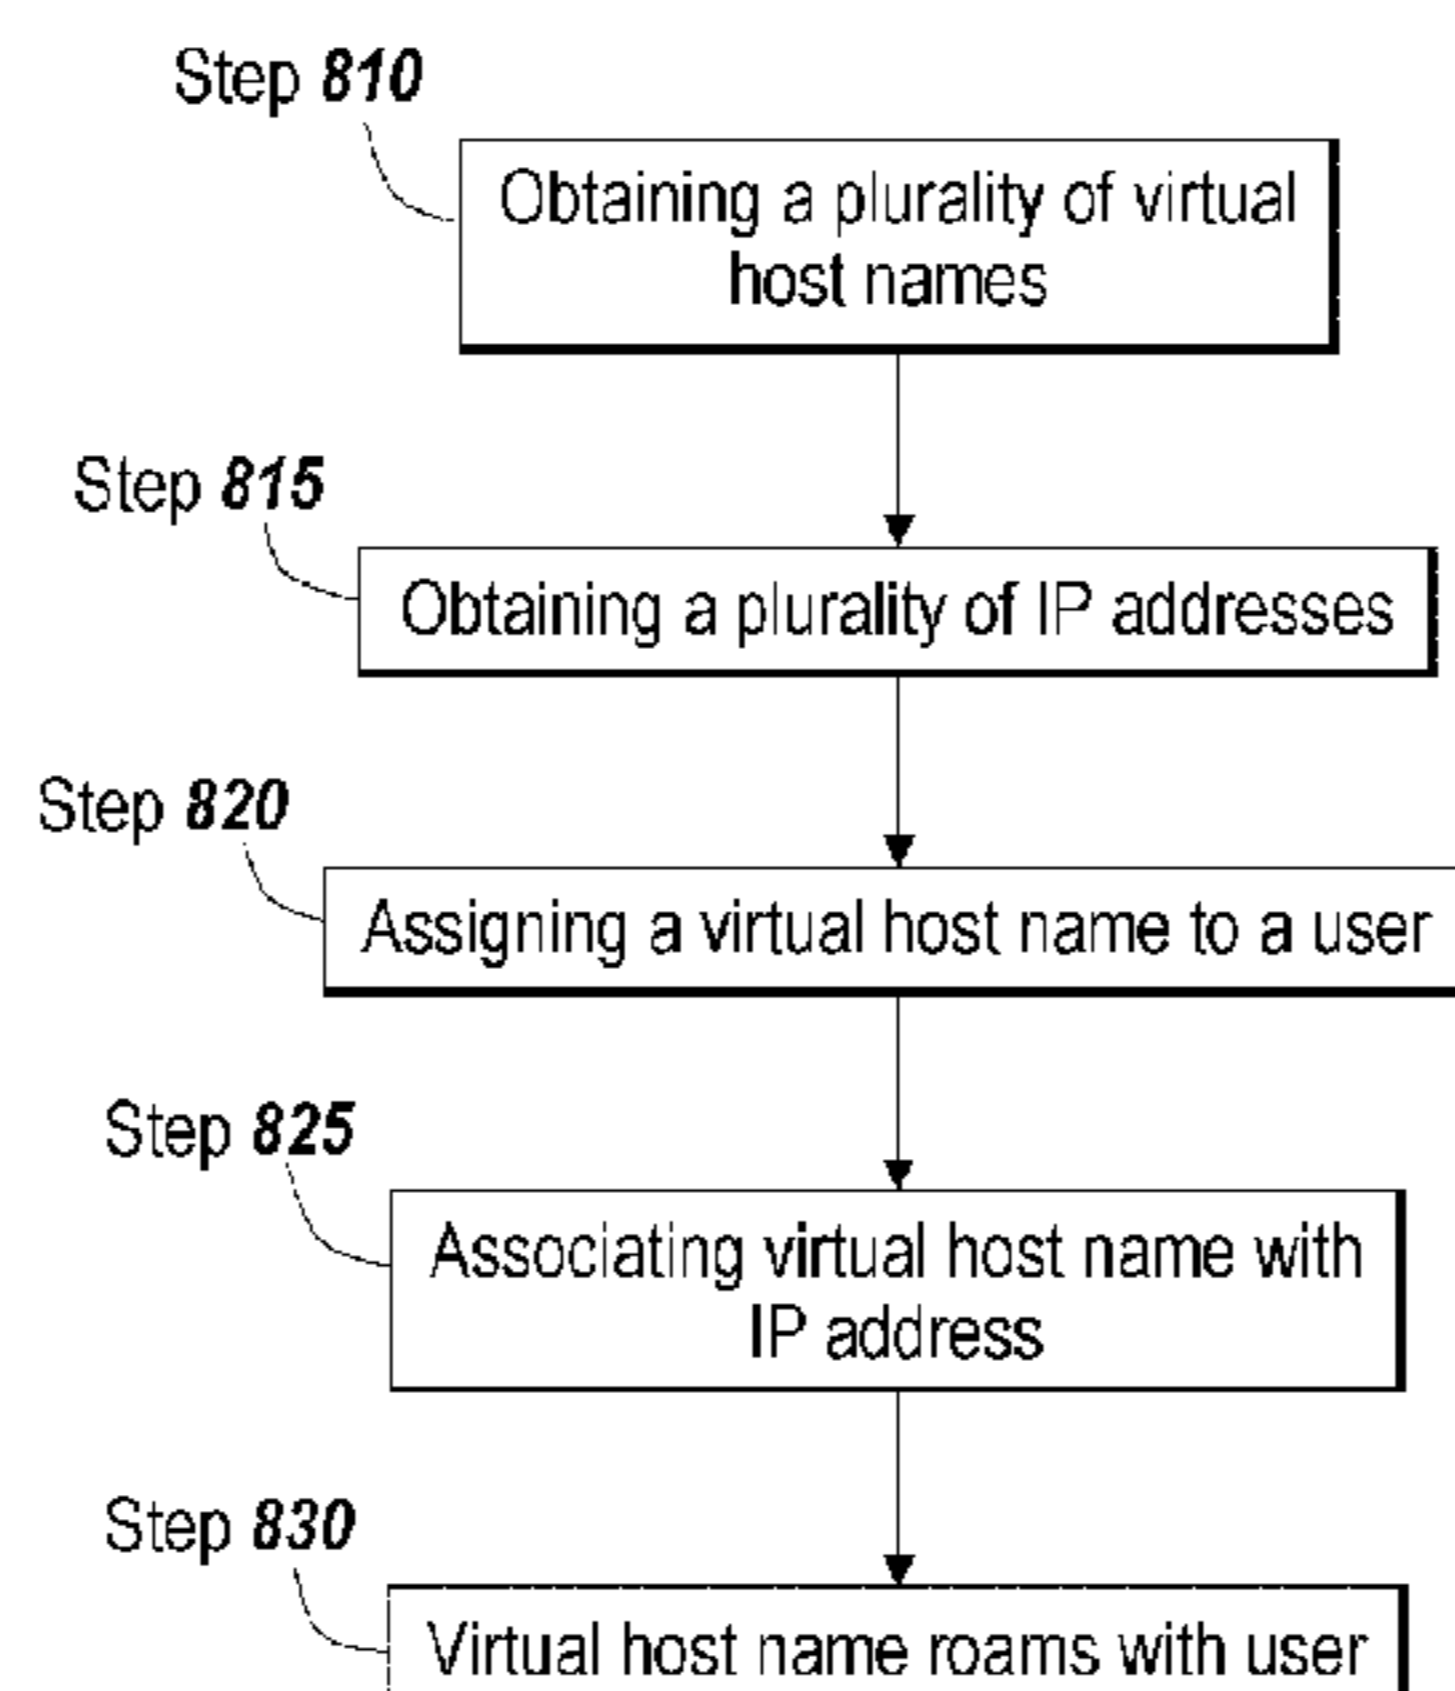 Step 810
Obtaining a plurality of virtual
host names
Step 815
Obtaining a plurality of IP addresses
Step 820
Assigning a virtual host name to a user
Step 825
Associating virtual host name with
IP address
Step 830
Virtual host name roams with user